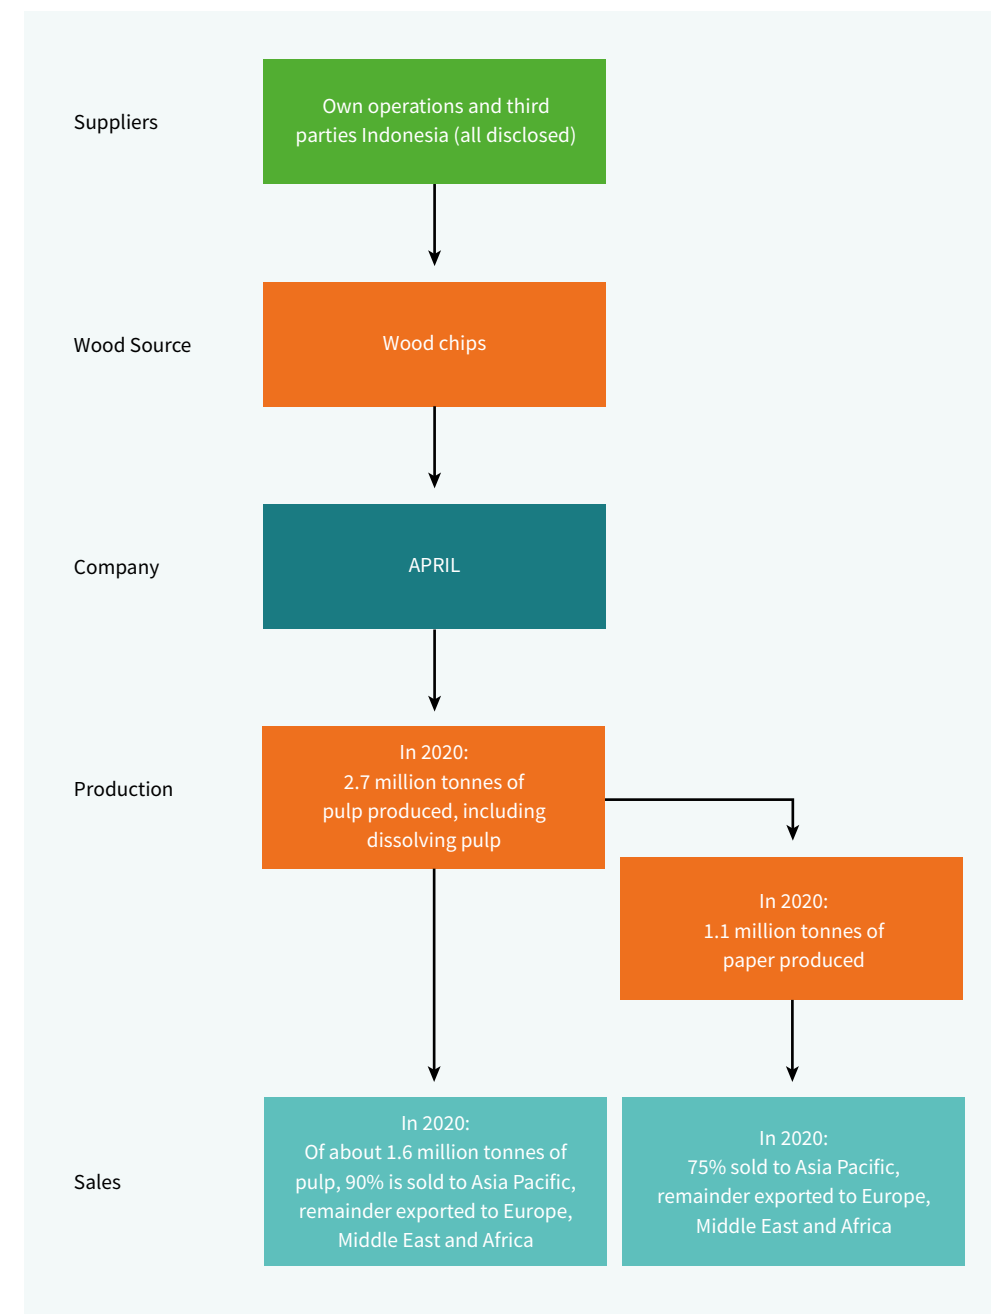 Suppliers
Own operations and third
parties Indonesia (all disclosed)
Wood Source
Wood chips
Company
APRIL
Production
In 2020:
2.7 million tonnes of
pulp produced, including
dissolving pulp
In 2020:
1.1 million tonnes of
paper produced
Sales
In 2020:
Of about 1.6 million tonnes of
pulp, 90% is sold to Asia Pacific,
remainder exported to Europe,
Middle East and Africa
In 2020:
75% sold to Asia Pacific,
remainder exported to Europe,
Middle East and Africa